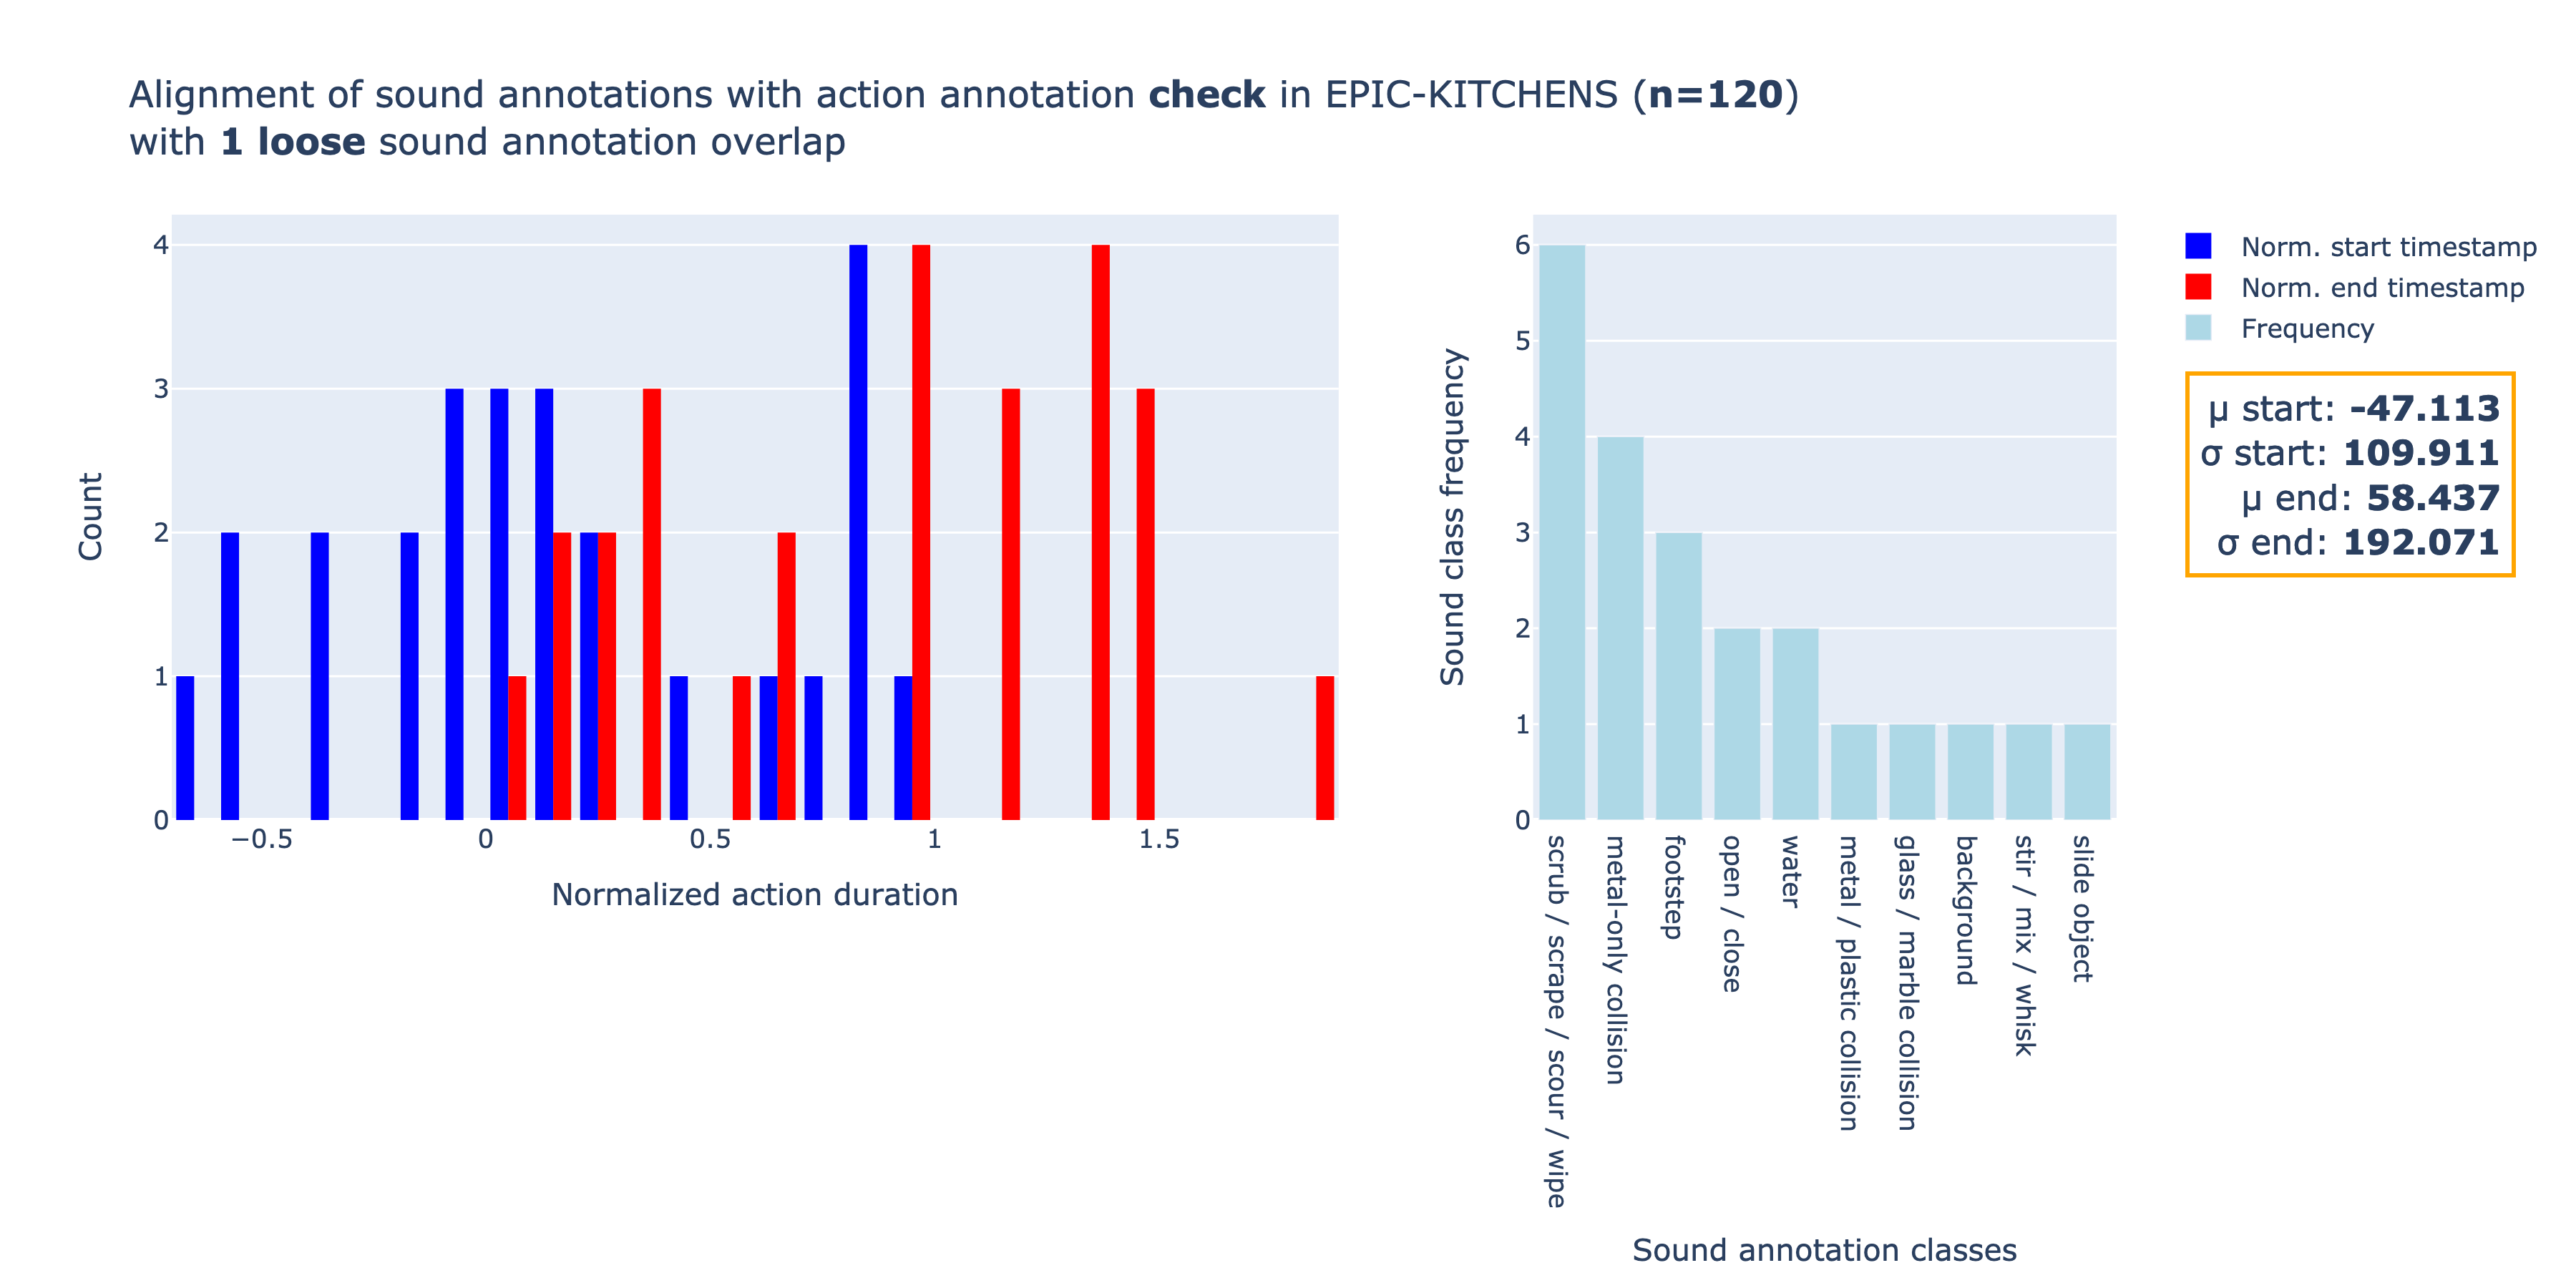 Alignment of sound annotations with action annotation check in EPIC-KITCHENS (n=120)
with 1 loose sound annotation overlap
4
3
2
1
0
Count
−0.5
0
0.5
1
1.5
Normalized action duration
6
5
4
3
2
1
0
Sound class frequency
scrub / scrape / scour / wipe
metal-only collision
footstep
open / close
water
metal / plastic collision
glass / marble collision
background
stir / mix / whisk
slide object
Sound annotation classes
Norm. start timestamp
Norm. end timestamp
Frequency
μ start: -47.113
σ start: 109.911
μ end: 58.437
σ end: 192.071